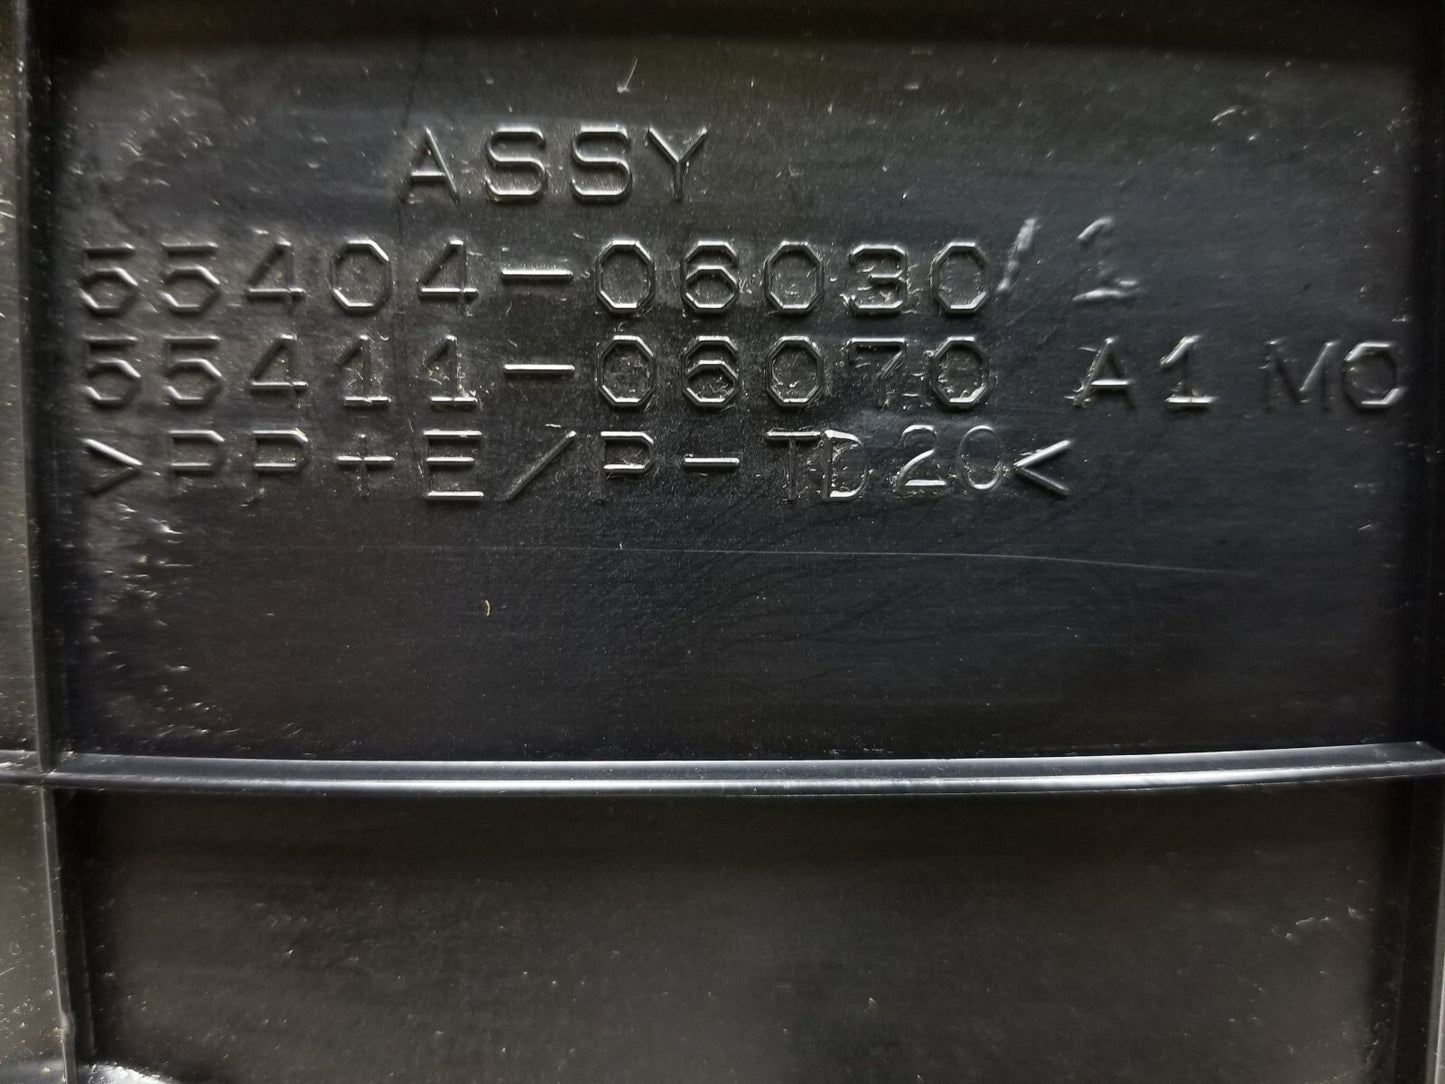 ASSY
55404-06030/1
55411-06070 A1 MO
>PP+E/P-TD20<